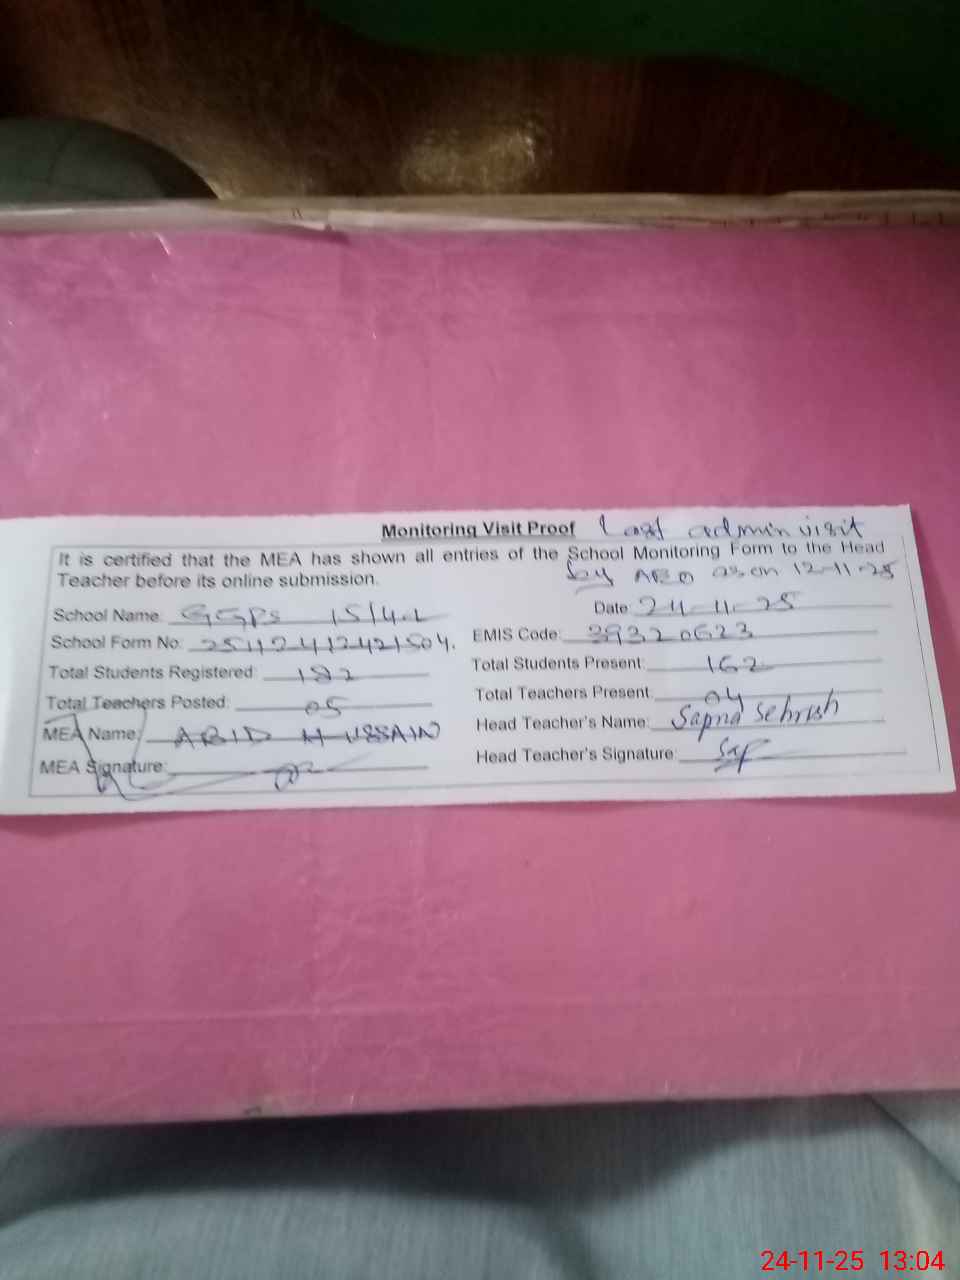 Monitoring Visit Proof Last admin visit
It is certified that the MEA has shown all entries of the School Monitoring Form to the Head
Teacher before its online submission. by AEO as on 12-11-25
School Name: GGPS 15/4-L Date: 24-11-25
School Form No: 251124124121504. EMIS Code: 39320623
Total Students Registered: 182 Total Students Present: 162
Total Teachers Posted: 05 Total Teachers Present: 04
MEA Name: ABID HUSSAIN Head Teacher's Name: Sapna Sehrish
MEA Signature: Head Teacher's Signature:
24-11-25 13:04